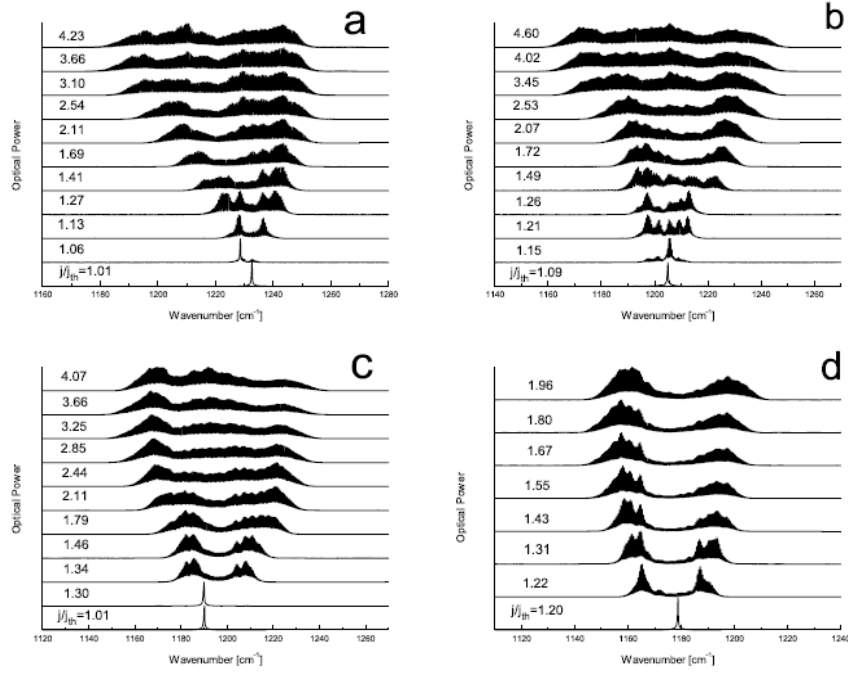 a
4.23
3.66
3.10
2.54
2.11
1.69
1.41
1.27
1.13
1.06
j/jth=1.01
Optical Power
1160 1180 1200 1220 1240 1260 1280
Wavenumber [cm-1]
b
4.60
4.02
3.45
2.53
2.07
1.72
1.49
1.26
1.21
1.15
j/jth=1.09
Optical Power
1140 1160 1180 1200 1220 1240 1260
Wavenumber [cm-1]
c
4.07
3.66
3.25
2.85
2.44
2.11
1.79
1.46
1.34
1.30
j/jth=1.01
Optical Power
1120 1140 1160 1180 1200 1220 1240 1260
Wavenumber [cm-1]
d
1.96
1.80
1.67
1.55
1.43
1.31
1.22
j/jth=1.20
Optical Power
1120 1140 1160 1180 1200 1220 1240
Wavenumber [cm-1]